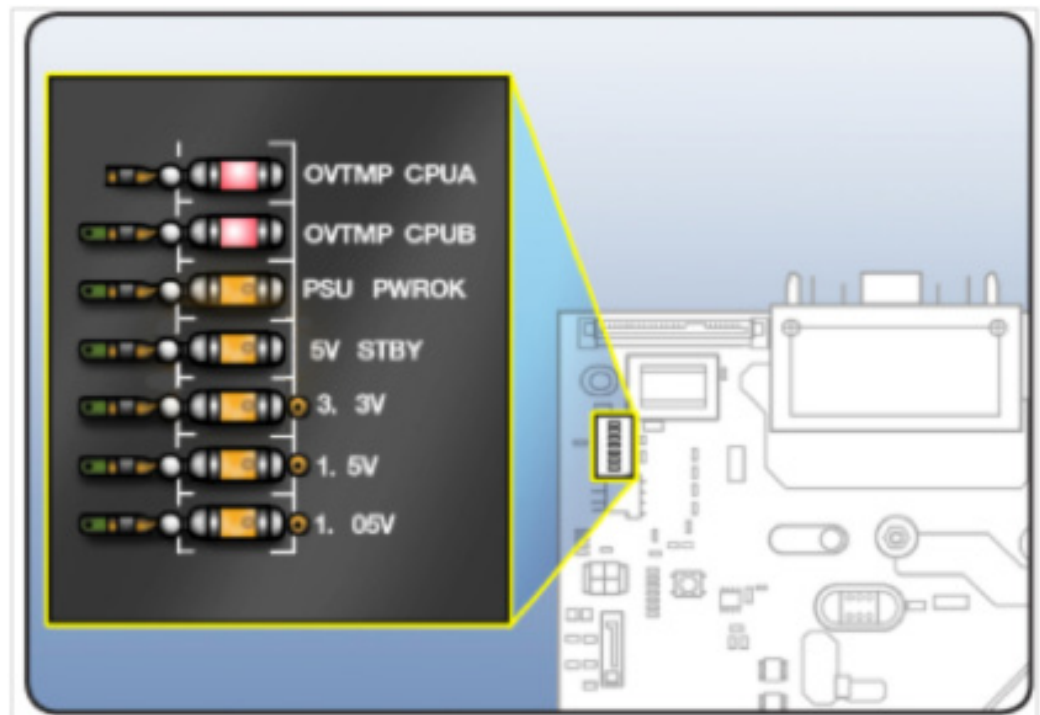 OVTMP CPUA
OVTMP CPUB
PSU PWROK
5V STBY
3. 3V
1. 5V
1. 05V